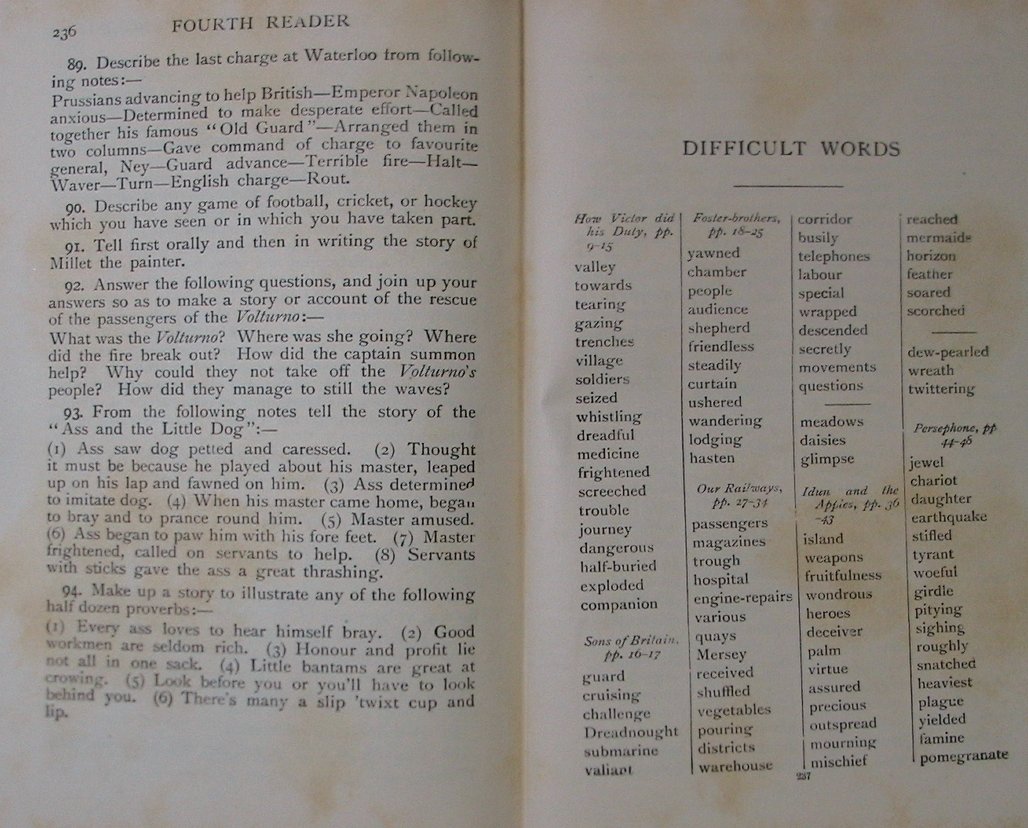 236
FOURTH READER
89. Describe the last charge at Waterloo from follow-
ing notes:—
Prussians advancing to help British—Emperor Napoleon
anxious—Determined to make desperate effort—Called
together his famous "Old Guard"—Arranged them in
two columns—Gave command of charge to favourite
general, Ney—Guard advance—Terrible fire—Halt—
Waver—Turn—English charge—Rout.
90. Describe any game of football, cricket, or hockey
which you have seen or in which you have taken part.
91. Tell first orally and then in writing the story of
Millet the painter.
92. Answer the following questions, and join up your
answers so as to make a story or account of the rescue
of the passengers of the Volturno:—
What was the Volturno? Where was she going? Where
did the fire break out? How did the captain summon
help? Why could they not take off the Volturno's
people? How did they manage to still the waves?
93. From the following notes tell the story of the
"Ass and the Little Dog":—
(1) Ass saw dog petted and caressed. (2) Thought
it must be because he played about his master, leaped
up on his lap and fawned on him. (3) Ass determined
to imitate dog. (4) When his master came home, began
to bray and to prance round him. (5) Master amused.
(6) Ass began to paw him with his fore feet. (7) Master
frightened, called on servants to help. (8) Servants
with sticks gave the ass a great thrashing.
94. Make up a story to illustrate any of the following
half dozen proverbs:—
(1) Every ass loves to hear himself bray. (2) Good
workmen are seldom rich. (3) Honour and profit lie
not all in one sack. (4) Little bantams are great at
crowing. (5) Look before you or you'll have to look
behind you. (6) There's many a slip 'twixt cup and
lip.
DIFFICULT WORDS
How Victor did
his Duty, pp.
9-15
valley
towards
tearing
gazing
trenches
village
soldiers
seized
whistling
dreadful
medicine
frightened
screeched
trouble
journey
dangerous
half-buried
exploded
companion
Sons of Britain,
pp. 16-17
guard
cruising
challenge
Dreadnought
submarine
valiant
Foster-brothers,
pp. 18-25
yawned
chamber
people
audience
shepherd
friendless
steadily
curtain
ushered
wandering
lodging
hasten
Our Railways,
pp. 27-34
passengers
magazines
trough
hospital
engine-repairs
various
quays
Mersey
received
shuffled
vegetables
pouring
districts
warehouse
corridor
busily
telephones
labour
special
wrapped
descended
secretly
movements
questions
meadows
daisies
glimpse
Idun and the
Apples, pp. 36
-43
island
weapons
fruitfulness
wondrous
heroes
deceiver
palm
virtue
assured
precious
outspread
mourning
mischief
reached
mermaids
horizon
feather
soared
scorched
dew-pearled
wreath
twittering
Persephone, pp
44-48
jewel
chariot
daughter
earthquake
stifled
tyrant
woeful
girdle
pitying
sighing
roughly
snatched
heaviest
plague
yielded
famine
pomegranate
237